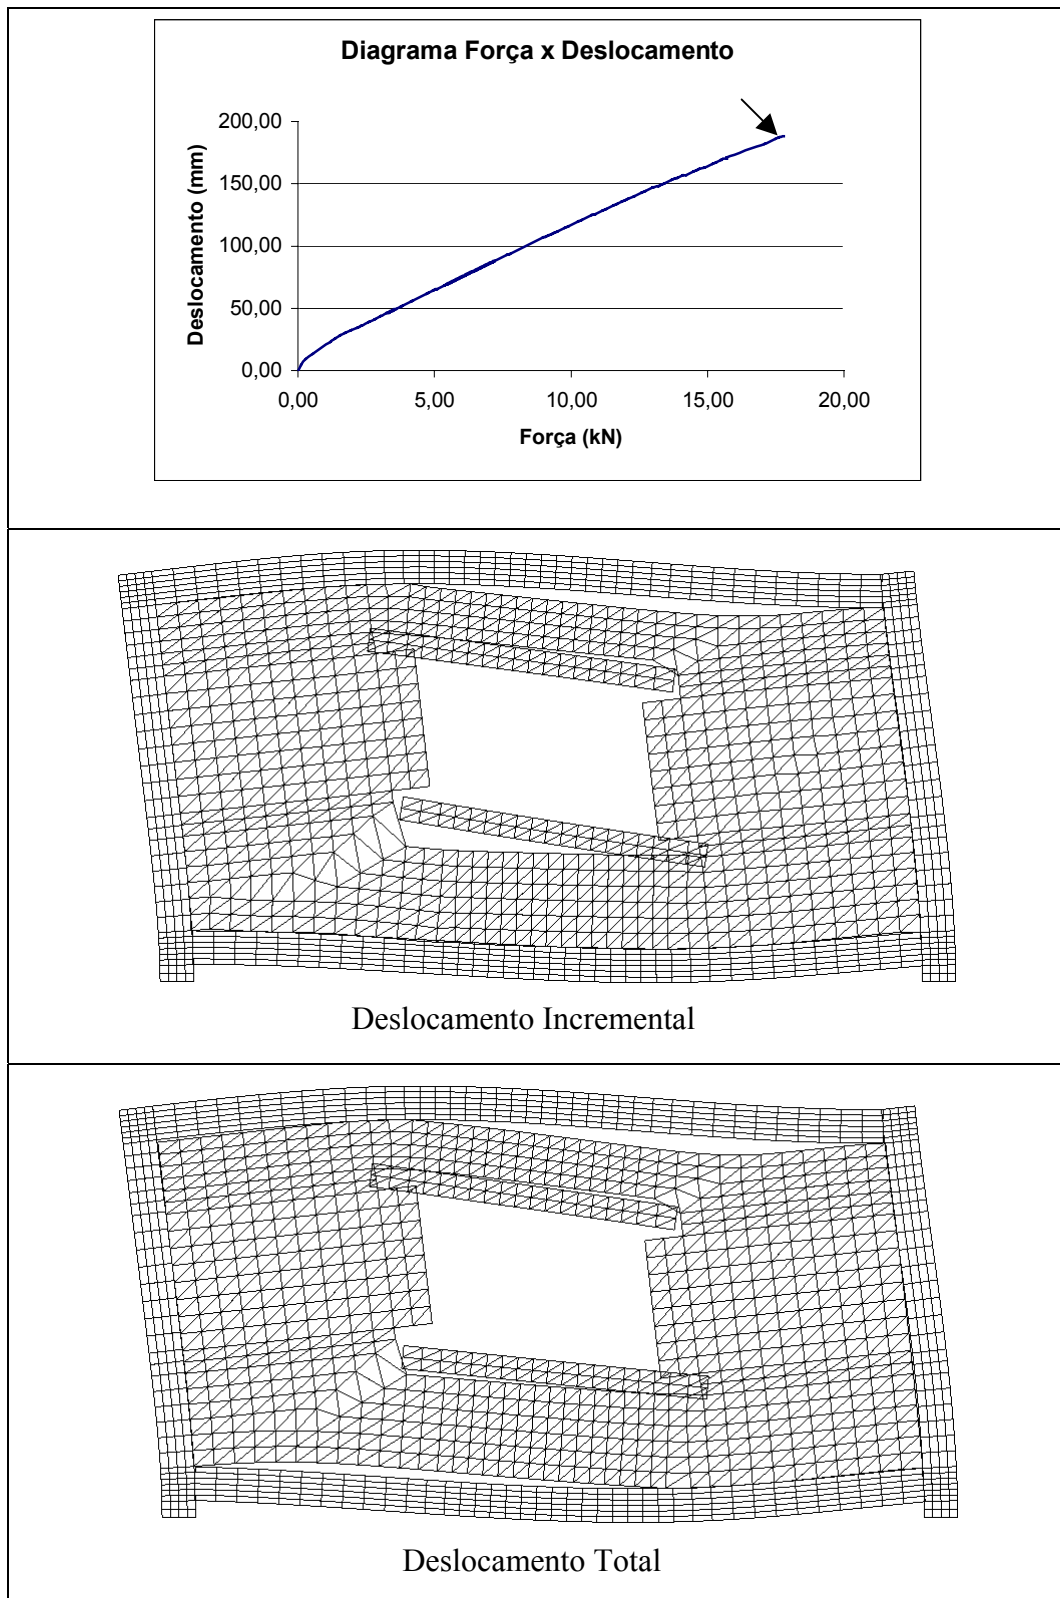 Diagrama Força x Deslocamento
200,00
150,00
100,00
50,00
0,00
Deslocamento (mm)
0,00 5,00 10,00 15,00 20,00
Força (kN)
Deslocamento Incremental
Deslocamento Total